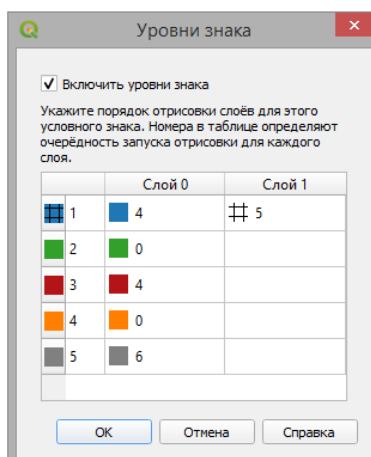 Уровни знака
Включить уровни знака
Укажите порядок отрисовки слоёв для этого
условного знака. Номера в таблице определяют
очерёдность запуска отрисовки для каждого
слоя.
Слой 0 Слой 1
1 4 5
2 0
3 4
4 0
5 6
OK Отмена Справка